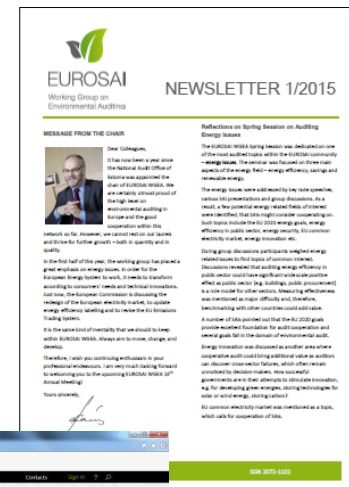 EUROSAI
Working Group on
Environmental Auditing
NEWSLETTER 1/2015
MESSAGE FROM THE CHAIR
Dear Colleagues,
It has now been a year since
the National Audit Office of
Estonia was appointed the
chair of EUROSAI WGEA. We
are certainly almost proud of
the high level on
environmental auditing in
Europe and the good
cooperation within this
network so far. However, we cannot rest on our laurels
and thrive for further growth – both in quantity and in
quality.
In the first half of this year, the working group has placed a
great emphasis on energy issues. In order for the
European Energy System to work, it needs to transform
according to consumers' needs and technical innovations.
Just now, the European Commission is discussing the
redesign of the European electricity market, to update
energy efficiency labelling and to revise the EU Emissions
Trading System.
It is the same kind of mentality that we should to keep
within EUROSAI WGEA. Always aim to move, change, and
develop.
Therefore, I wish you continuing enthusiasm in your
professional endeavours. I am very much looking forward
to welcoming you to the upcoming EUROSAI WGEA 13th
Annual Meeting!
Yours sincerely,
Reflections on Spring Session on Auditing
Energy Issues
The EUROSAI WGEA Spring Session was dedicated on one
of the most audited topics within the EUROSAI community
– energy issues. The seminar was focused on three main
aspects of the energy field – energy efficiency, savings and
renewable energy.
The energy issues were addressed by key note speeches,
various SAI presentations and group discussions. As a
result, a few potential energy related fields of interest
were identified, that SAIs might consider cooperating on.
Such topics include the EU 2020 energy goals, energy
efficiency in public sector, energy security, EU common
electricity market, energy innovation etc.
During group discussions participants weighted energy
related issues to find topics of common interest.
Discussions revealed that auditing energy efficiency in
public sector could have significant wide scale positive
effect as public sector (e.g. buildings, public procurement)
is a role model for other sectors. Measuring effectiveness
was mentioned as major difficulty and, therefore,
benchmarking with other countries could add value.
A number of SAIs pointed out that the EU 2020 goals
provide excellent foundation for audit cooperation and
several goals fall in the domain of environmental audit.
Energy innovation was discussed as another area where
cooperative audit could bring additional value as auditors
can discover cross-sector failures, which often remain
unnoticed by decision-makers. How successful
governments are in their attempts to stimulate innovation,
e.g. for developing green energies, storing technologies for
solar or wind energy, storing carbon?
EU common electricity market was mentioned as a topic,
which calls for cooperation of SAIs.
Contacts Sign in ?
ISSN 2073-1102